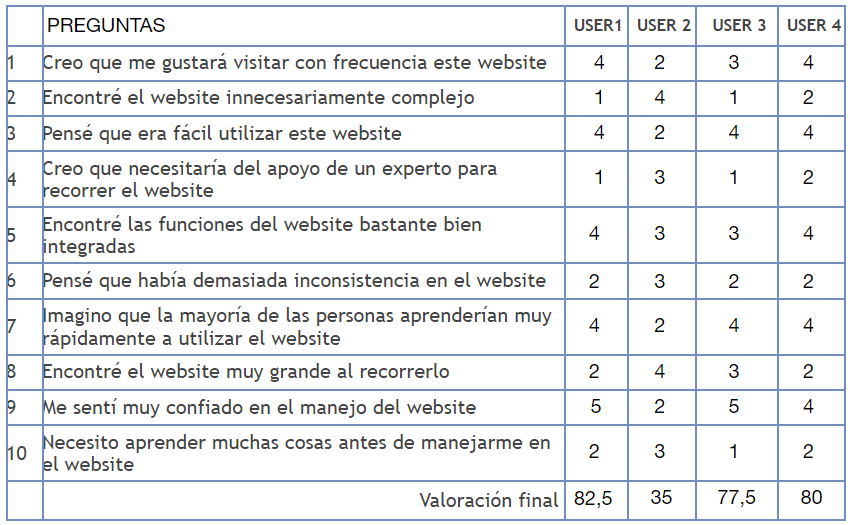 PREGUNTAS USER1 USER 2 USER 3 USER 4
1 Creo que me gustará visitar con frecuencia este website 4 2 3 4
2 Encontré el website innecesariamente complejo 1 4 1 2
3 Pensé que era fácil utilizar este website 4 2 4 4
4 Creo que necesitaría del apoyo de un experto para
recorrer el website 1 3 1 2
5 Encontré las funciones del website bastante bien
integradas 4 3 3 4
6 Pensé que había demasiada inconsistencia en el website 2 3 2 2
7 Imagino que la mayoría de las personas aprenderían muy
rápidamente a utilizar el website 4 2 4 4
8 Encontré el website muy grande al recorrerlo 2 4 3 2
9 Me sentí muy confiado en el manejo del website 5 2 5 4
10 Necesito aprender muchas cosas antes de manejarme en
el website 2 3 1 2
Valoración final 82,5 35 77,5 80